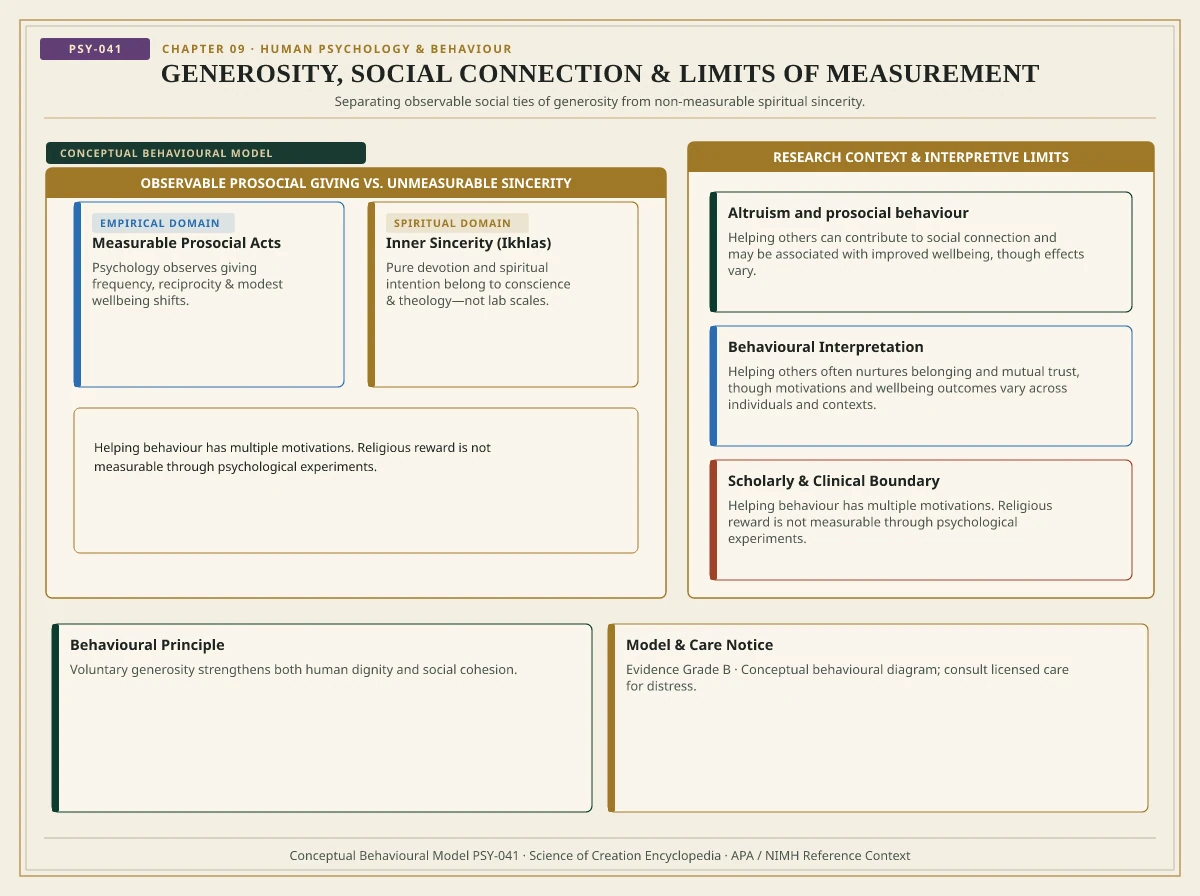 PSY-041
CHAPTER 09 · HUMAN PSYCHOLOGY & BEHAVIOUR
GENEROSITY, SOCIAL CONNECTION & LIMITS OF MEASUREMENT
Separating observable social ties of generosity from non-measurable spiritual sincerity.
CONCEPTUAL BEHAVIOURAL MODEL
OBSERVABLE PROSOCIAL GIVING VS. UNMEASURABLE SINCERITY
EMPIRICAL DOMAIN
Measurable Prosocial Acts
Psychology observes giving
frequency, reciprocity & modest
wellbeing shifts.
SPIRITUAL DOMAIN
Inner Sincerity (Ikhlas)
Pure devotion and spiritual
intention belong to conscience
& theology—not lab scales.
Helping behaviour has multiple motivations. Religious reward is not
measurable through psychological experiments.
RESEARCH CONTEXT & INTERPRETIVE LIMITS
Altruism and prosocial behaviour
Helping others can contribute to social connection and
may be associated with improved wellbeing, though effects
vary.
Behavioural Interpretation
Helping others often nurtures belonging and mutual trust,
though motivations and wellbeing outcomes vary across
individuals and contexts.
Scholarly & Clinical Boundary
Helping behaviour has multiple motivations. Religious
reward is not measurable through psychological
experiments.
Behavioural Principle
Voluntary generosity strengthens both human dignity and social cohesion.
Model & Care Notice
Evidence Grade B · Conceptual behavioural diagram; consult licensed care
for distress.
Conceptual Behavioural Model PSY-041 · Science of Creation Encyclopedia · APA / NIMH Reference Context